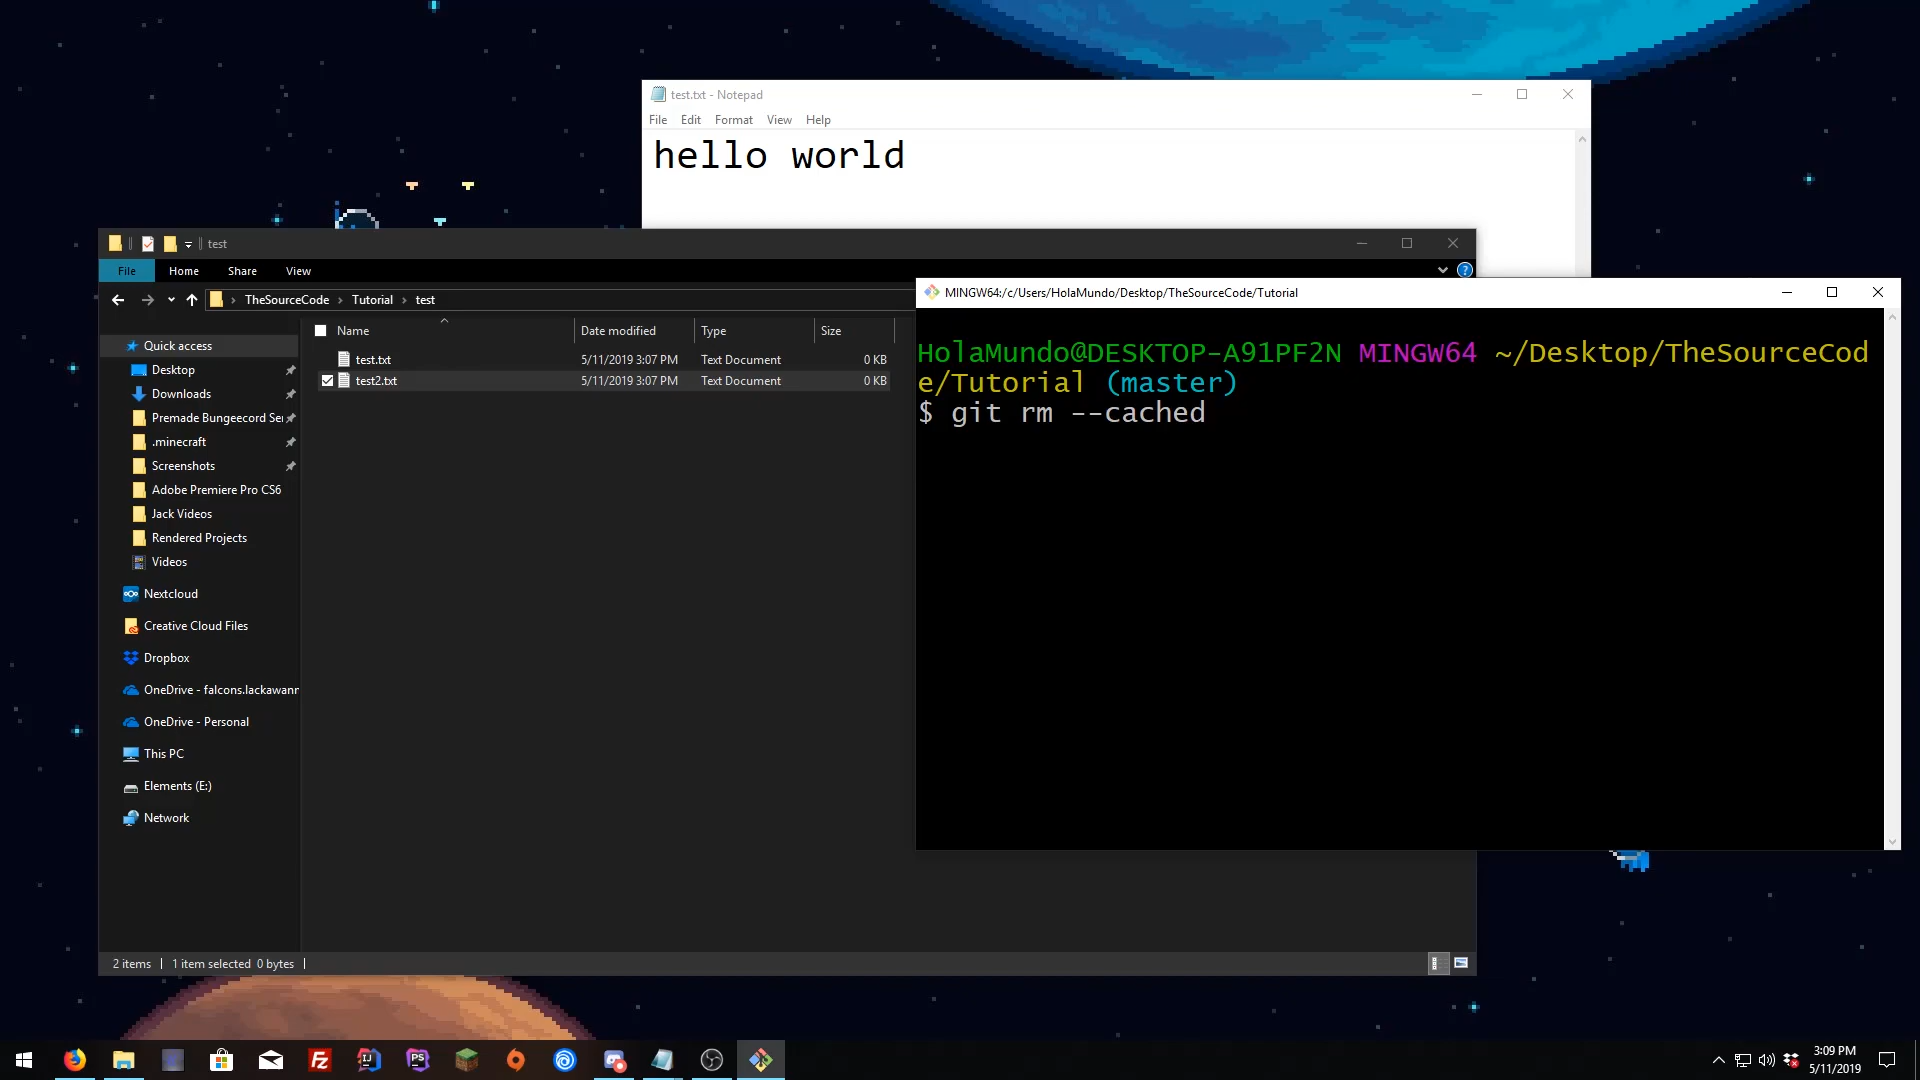 test.txt - Notepad
File Edit Format View Help
hello world
test
File Home Share View
TheSourceCode › Tutorial › test
Name Date modified Type Size
test.txt 5/11/2019 3:07 PM Text Document 0 KB
test2.txt 5/11/2019 3:07 PM Text Document 0 KB
Quick access
Desktop
Downloads
Premade Bungeecord Ser
.minecraft
Screenshots
Adobe Premiere Pro CS6
Jack Videos
Rendered Projects
Videos
Nextcloud
Creative Cloud Files
Dropbox
OneDrive - falcons.lackawann
OneDrive - Personal
This PC
Elements (E:)
Network
2 items | 1 item selected 0 bytes |
MINGW64:/c/Users/HolaMundo/Desktop/TheSourceCode/Tutorial
HolaMundo@DESKTOP-A91PF2N MINGW64 ~/Desktop/TheSourceCod
e/Tutorial (master)
$ git rm --cached
3:09 PM
5/11/2019